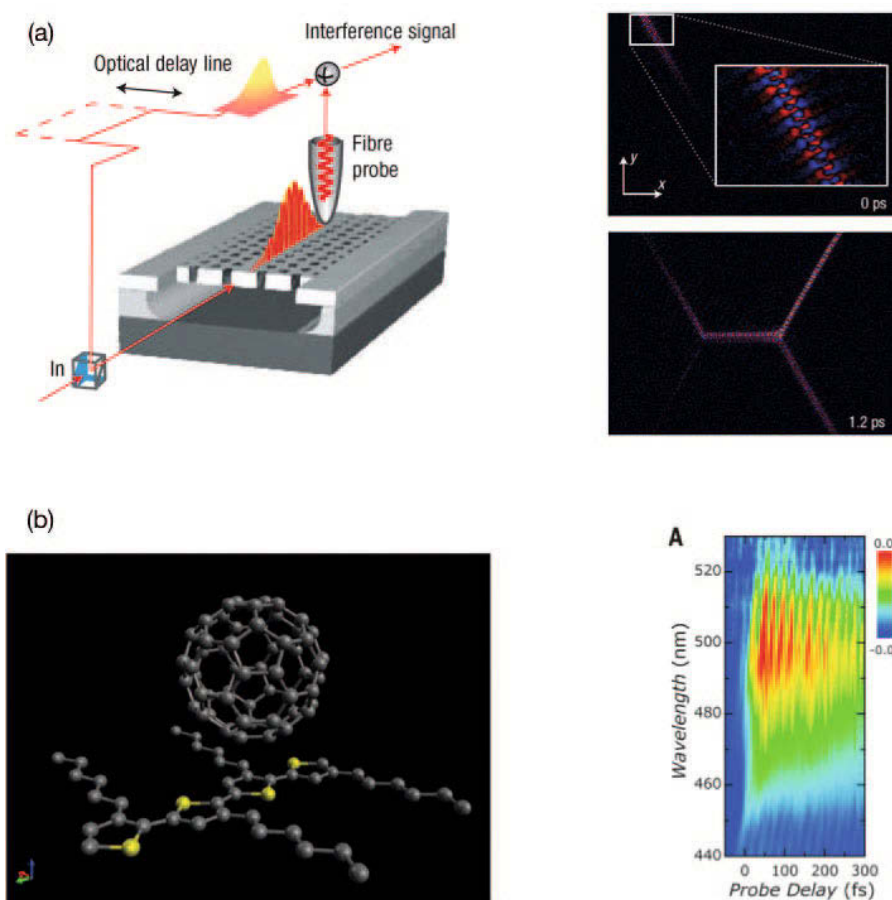 (a)
Interference signal
Optical delay line
Fibre
probe
In
y
x
0 ps
1.2 ps
(b)
A
0.0
-0.0
Wavelength (nm)
520
500
480
460
440
0 100 200 300
Probe Delay (fs)